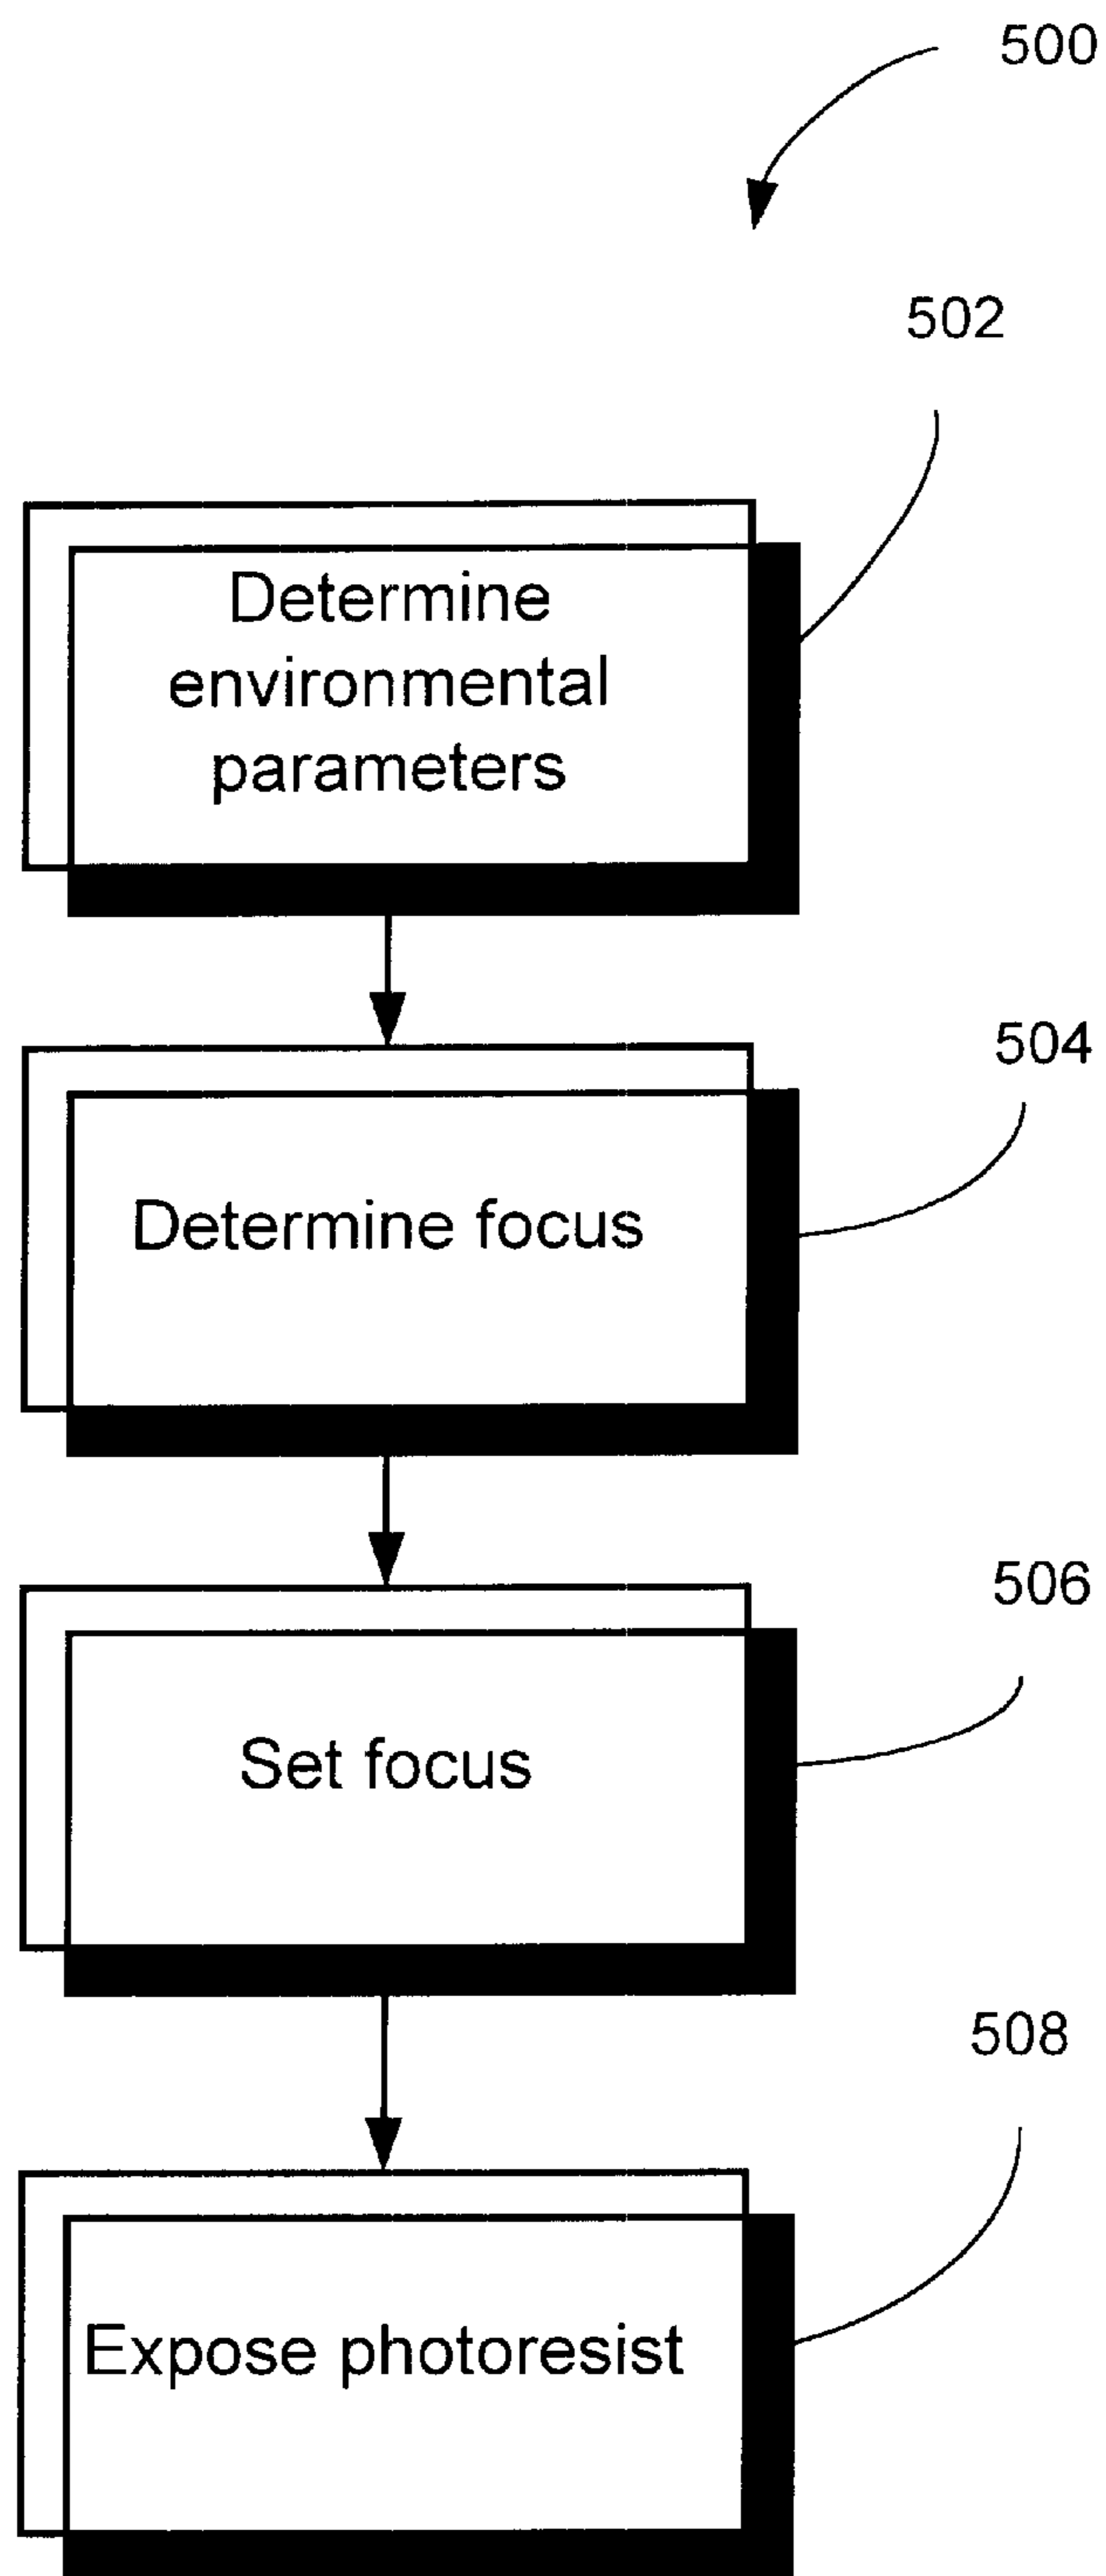 500
502
Determine
environmental
parameters
504
Determine focus
506
Set focus
508
Expose photoresist